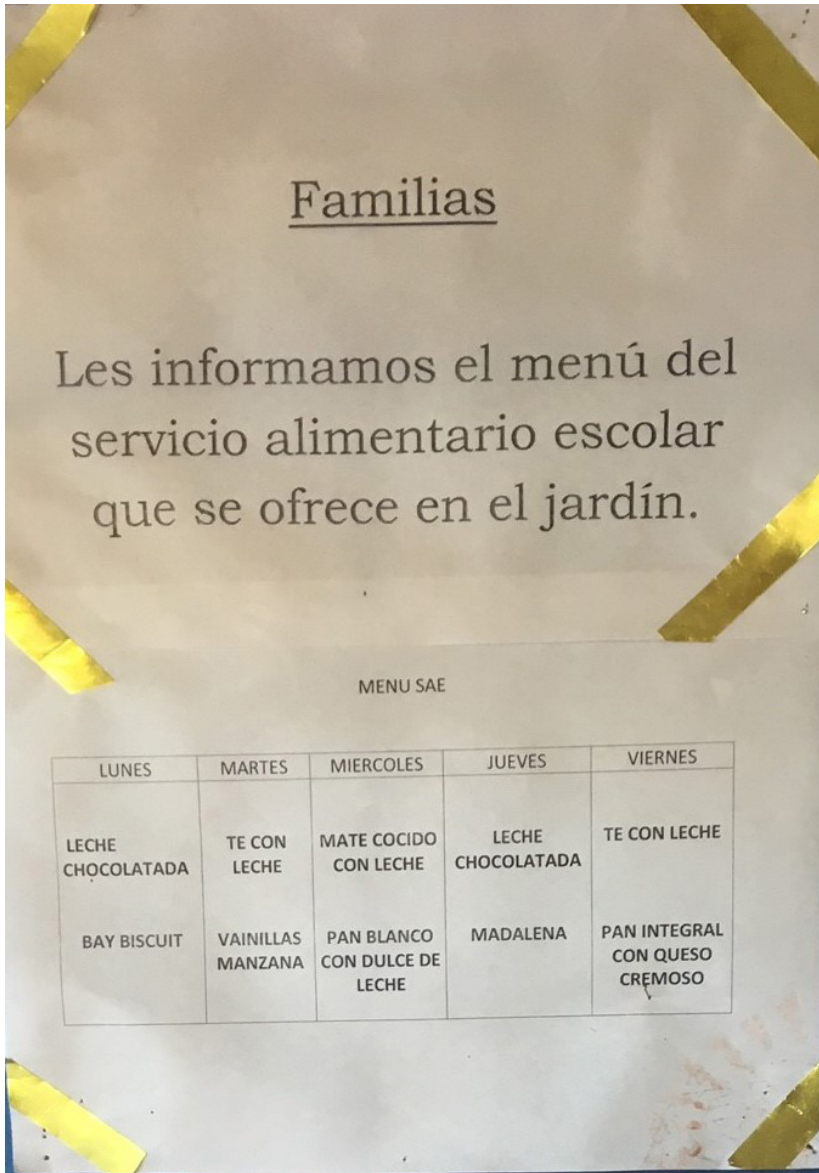 Familias
Les informamos el menú del
servicio alimentario escolar
que se ofrece en el jardín.
MENU SAE
LUNES MARTES MIERCOLES JUEVES VIERNES
LECHE CHOCOLATADA
TE CON LECHE
MATE COCIDO CON LECHE
LECHE CHOCOLATADA
TE CON LECHE
BAY BISCUIT
VAINILLAS MANZANA
PAN BLANCO CON DULCE DE LECHE
MADALENA
PAN INTEGRAL CON QUESO CREMOSO